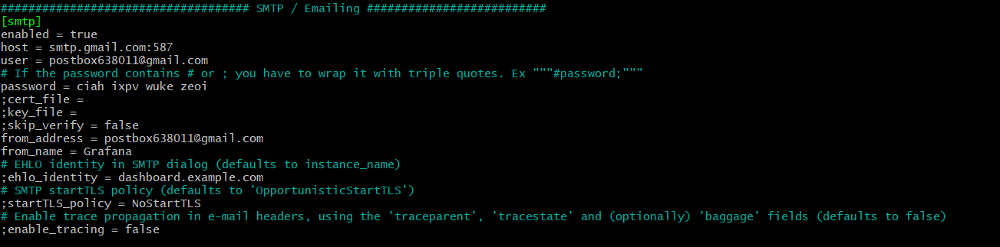 #################################### SMTP / Emailing ##########################
[smtp]
enabled = true
host = smtp.gmail.com:587
user = postbox638011@gmail.com
# If the password contains # or ; you have to wrap it with triple quotes. Ex """#password;"""
password = ciah ixpv wuke zeoi
;cert_file =
;key_file =
;skip_verify = false
from_address = postbox638011@gmail.com
from_name = Grafana
# EHLO identity in SMTP dialog (defaults to instance_name)
;ehlo_identity = dashboard.example.com
# SMTP startTLS policy (defaults to 'OpportunisticStartTLS')
;startTLS_policy = NoStartTLS
# Enable trace propagation in e-mail headers, using the 'traceparent', 'tracestate' and (optionally) 'baggage' fields (defaults to false)
;enable_tracing = false